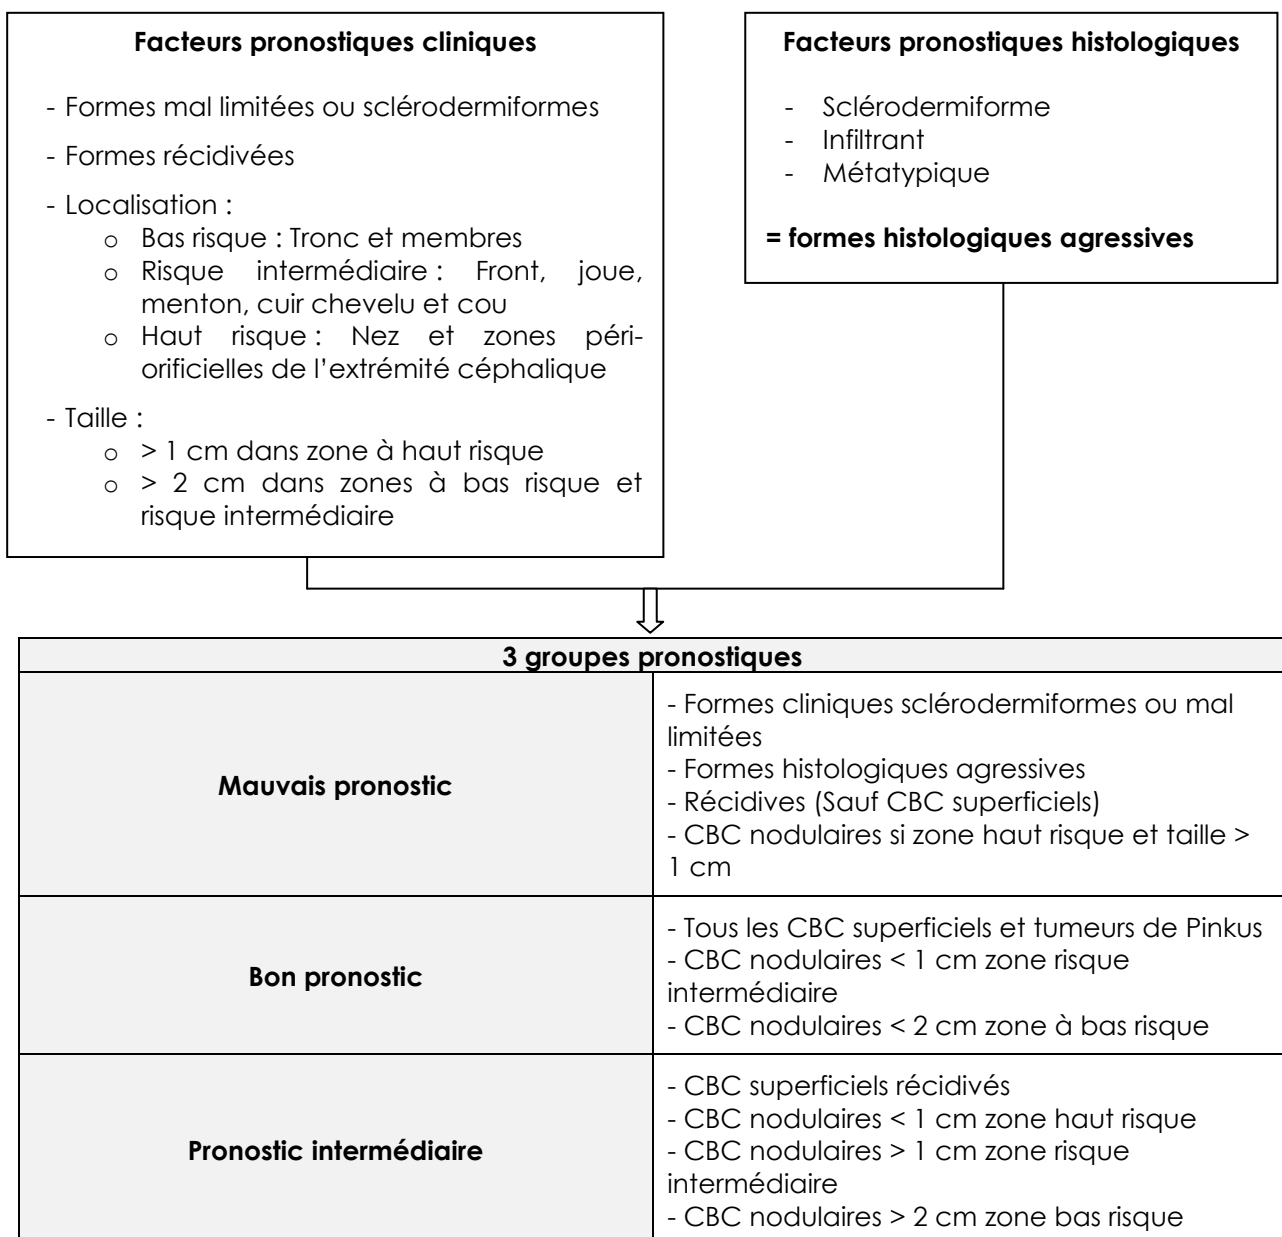 Facteurs pronostiques cliniques
- Formes mal limitées ou sclérodermiformes
- Formes récidivées
- Localisation :
o Bas risque : Tronc et membres
o Risque intermédiaire : Front, joue,
menton, cuir chevelu et cou
o Haut risque : Nez et zones péri-
orificielles de l'extrémité céphalique
- Taille :
o > 1 cm dans zone à haut risque
o > 2 cm dans zones à bas risque et
risque intermédiaire
Facteurs pronostiques histologiques
- Sclérodermiforme
- Infiltrant
- Métatypique
= formes histologiques agressives
3 groupes pronostiques
Mauvais pronostic
- Formes cliniques sclérodermiformes ou mal
limitées
- Formes histologiques agressives
- Récidives (Sauf CBC superficiels)
- CBC nodulaires si zone haut risque et taille >
1 cm
Bon pronostic
- Tous les CBC superficiels et tumeurs de Pinkus
- CBC nodulaires < 1 cm zone risque
intermédiaire
- CBC nodulaires < 2 cm zone à bas risque
Pronostic intermédiaire
- CBC superficiels récidivés
- CBC nodulaires < 1 cm zone haut risque
- CBC nodulaires > 1 cm zone risque
intermédiaire
- CBC nodulaires > 2 cm zone bas risque